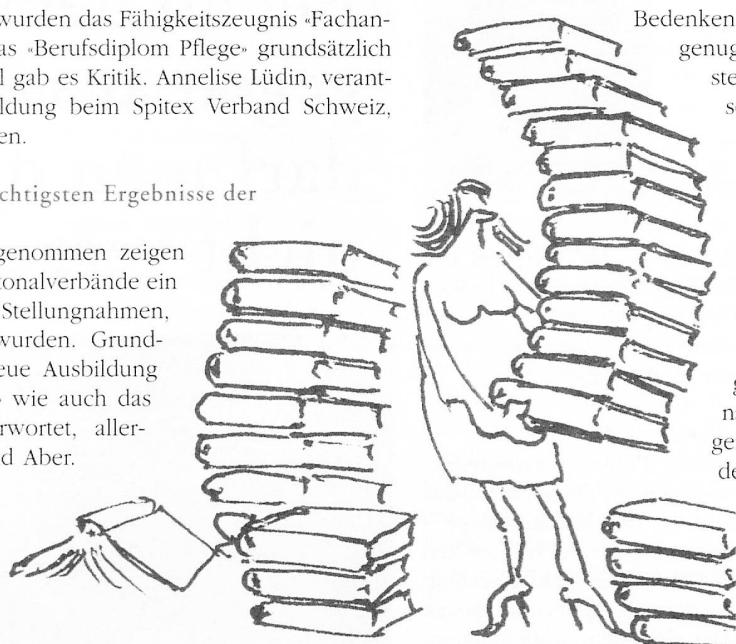 wurden das Fähigkeitszeugnis «Fachan-
as «Berufsdiplom Pflege» grundsätzlich
l gab es Kritik. Annelise Lüdin, verant-
ldung beim Spitex Verband Schweiz,
en.
chtigsten Ergebnisse der
genommen zeigen
tonalverbände ein
Stellungnahmen,
wurden. Grund-
eue Ausbildung
» wie auch das
rwortet, aller-
d Aber.
Bedenken
genug
ste
ge
de